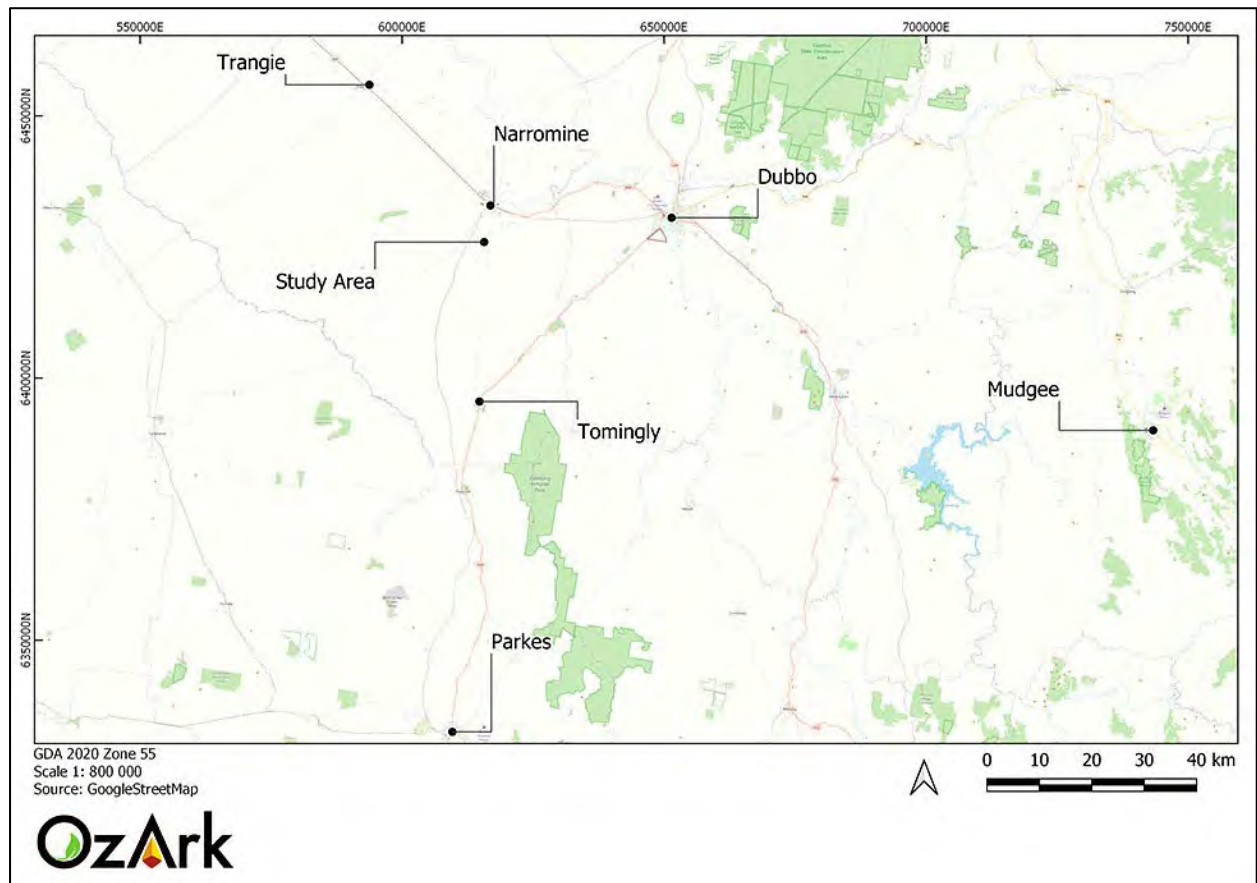 550000E
600000E
650000E
700000E
750000E
6450000N
6400000N
6350000N
Trangie
Narromine
Dubbo
Study Area
Tomingly
Mudgee
Parkes
GDA 2020 Zone 55
Scale 1: 800 000
Source: GoogleStreetMap
0 10 20 30 40 km
OzArk